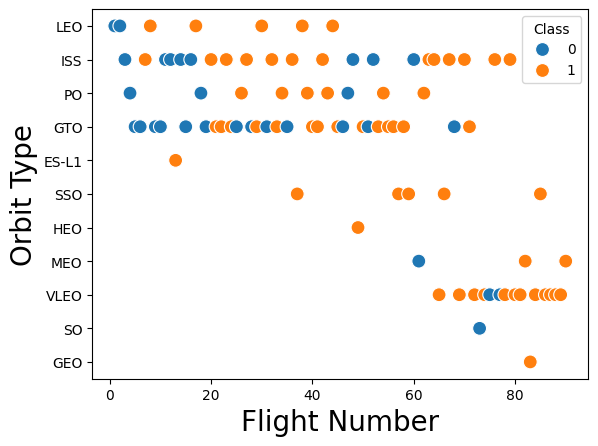 LEO
ISS
PO
GTO
ES-L1
SSO
HEO
MEO
VLEO
SO
GEO
Orbit Type
Class
0
1
0 20 40 60 80
Flight Number